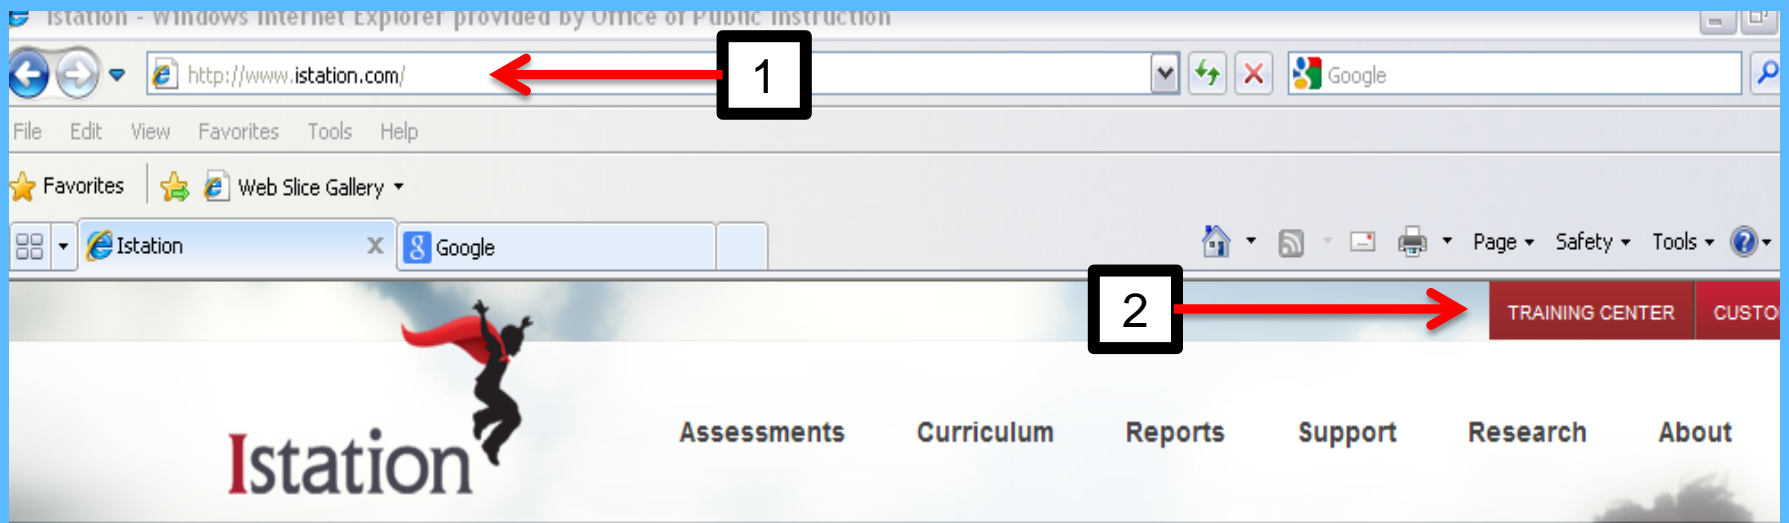 Istation - Windows Internet Explorer provided by Office of Public Instruction
http://www.istation.com/
1
Google
File Edit View Favorites Tools Help
Favorites Web Slice Gallery
Istation X Google Page Safety Tools
2
TRAINING CENTER CUSTO
Assessments Curriculum Reports Support Research About
Istation